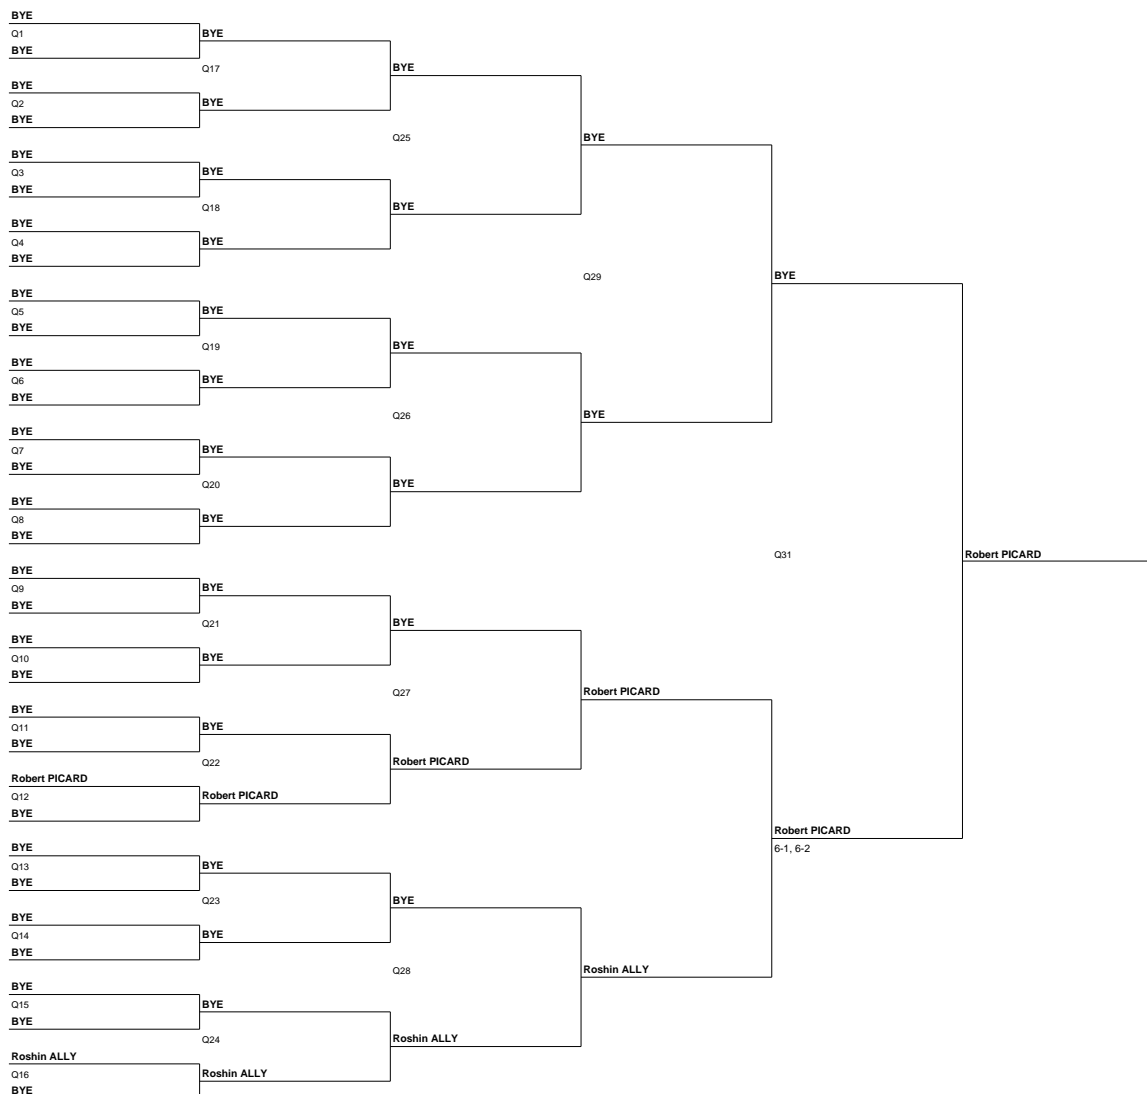 BYE
Q1
BYE
BYE
Q17
BYE
Q2
BYE
BYE
BYE
Q25
BYE
Q3
BYE
BYE
Q18
BYE
Q4
BYE
BYE
BYE
BYE
Q29
BYE
Q5
BYE
BYE
Q19
BYE
Q6
BYE
BYE
BYE
Q26
BYE
Q7
BYE
BYE
Q20
BYE
Q8
BYE
BYE
BYE
BYE
BYE
Q31
Robert PICARD
BYE
Q9
BYE
BYE
Q21
BYE
Q10
BYE
BYE
BYE
Q27
BYE
Q11
BYE
BYE
Q22
Robert PICARD
Q12
BYE
Robert PICARD
Robert PICARD
Robert PICARD
Robert PICARD
6-1, 6-2
BYE
Q13
BYE
BYE
Q23
BYE
Q14
BYE
BYE
BYE
Q28
BYE
Q15
BYE
BYE
Q24
Roshin ALLY
Q16
BYE
Roshin ALLY
Roshin ALLY
Roshin ALLY